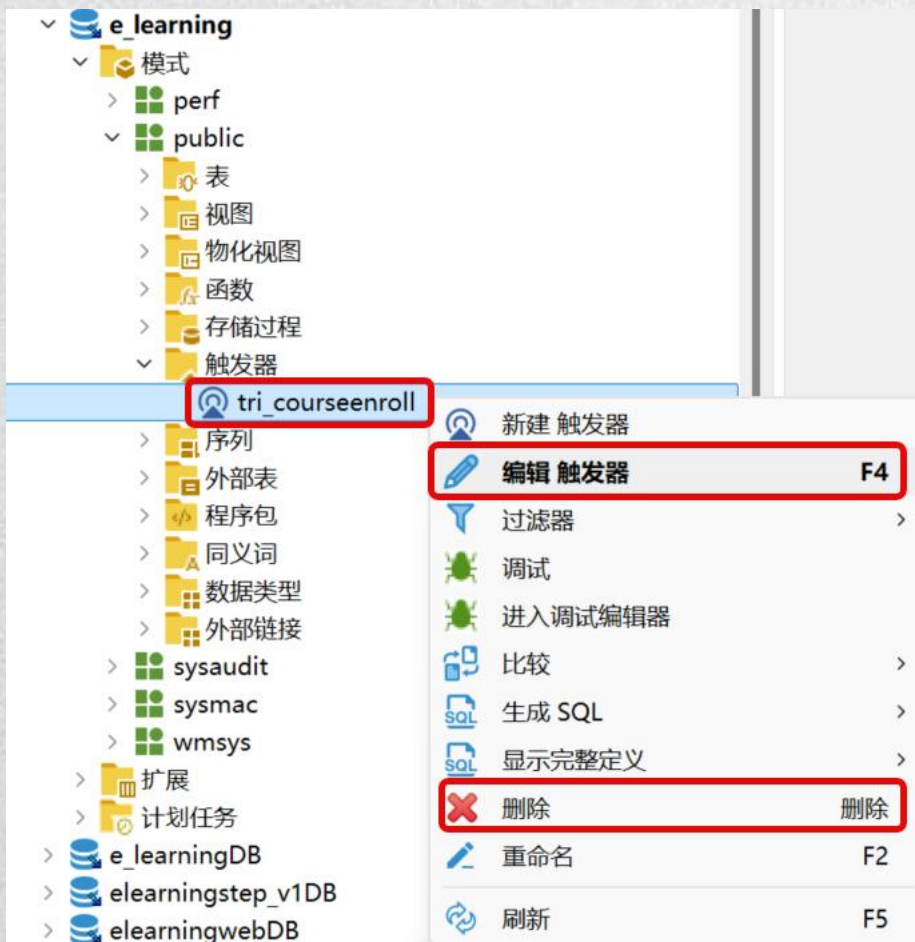 e_learning
模式
perf
public
表
视图
物化视图
函数
存储过程
触发器
tri_courseenroll
序列
外部表
程序包
同义词
数据类型
外部链接
sysaudit
sysmac
wmsys
扩展
计划任务
e_learningDB
elearningstep_v1DB
elearningwebDB
新建 触发器
编辑 触发器 F4
过滤器
调试
进入调试编辑器
比较
SQL 生成 SQL
SQL 显示完整定义
删除 删除
重命名 F2
刷新 F5